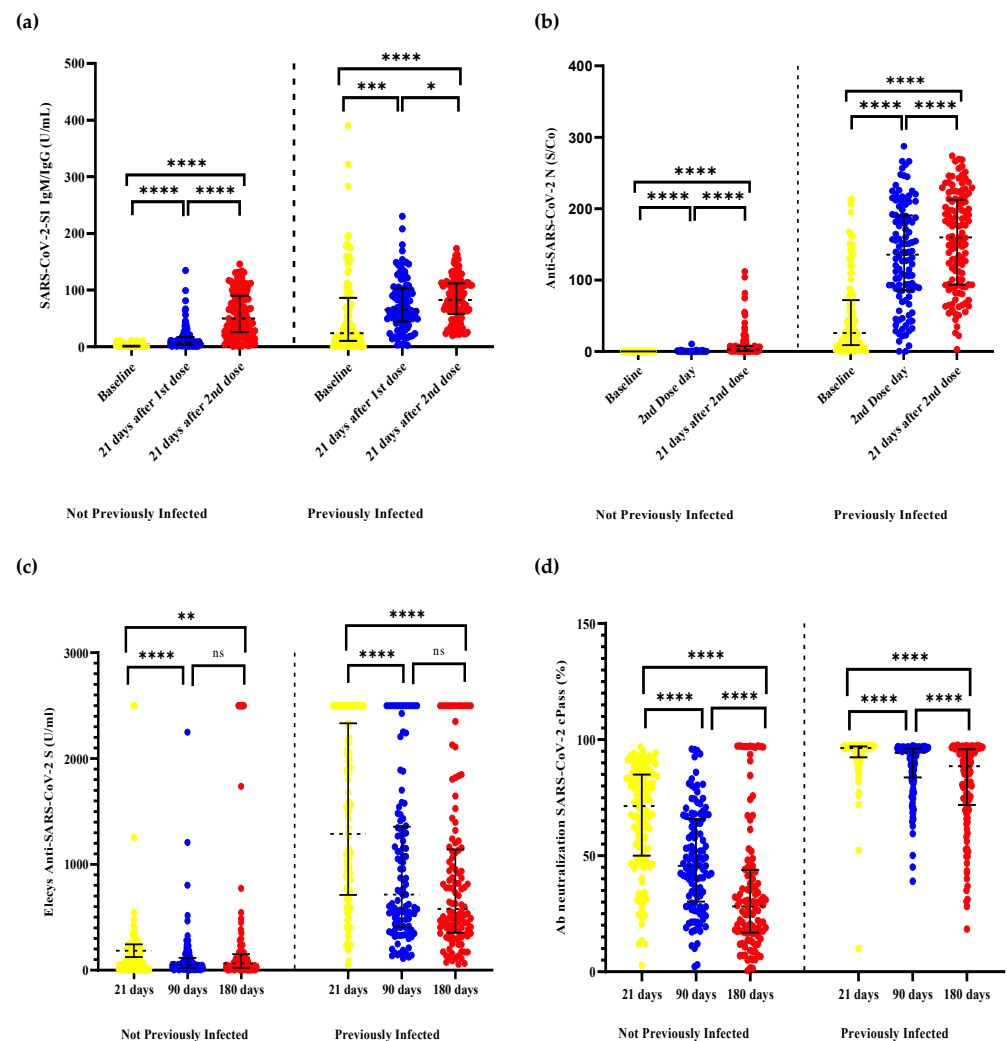 (a)
SARS-CoV-2-S1 IgM/IgG (U/mL)
500
400
300
200
100
0
****
****
****
****
***
*
Baseline
21 days after 1st dose
21 days after 2nd dose
Baseline
21 days after 1st dose
21 days after 2nd dose
Not Previously Infected
Previously Infected
(b)
Anti-SARS-CoV-2 N (S/Co)
400
300
200
100
0
****
****
****
****
****
****
Baseline
2nd Dose day
21 days after 2nd dose
Baseline
2nd Dose day
21 days after 2nd dose
Not Previously Infected
Previously Infected
(c)
Elecys Anti-SARS-CoV-2 S (U/ml)
3000
2000
1000
0
**
****
ns
****
****
ns
21 days
90 days
180 days
21 days
90 days
180 days
Not Previously Infected
Previously Infected
(d)
Ab neutralization SARS-CoV-2 cPass (%)
150
100
50
0
****
****
****
****
****
****
21 days
90 days
180 days
21 days
90 days
180 days
Not Previously Infected
Previously Infected